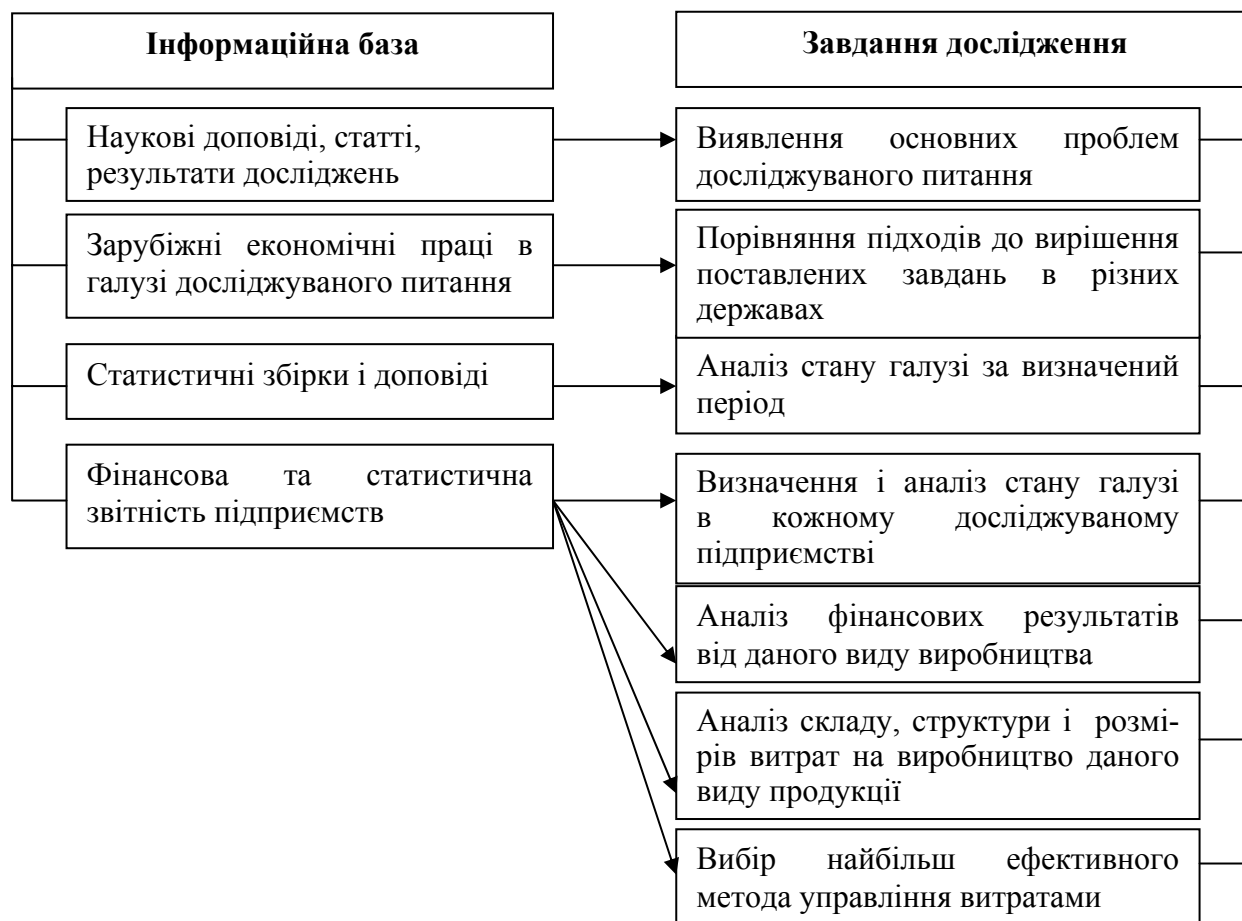 Інформаційна база
Завдання дослідження
Наукові доповіді, статті,
результати досліджень
Виявлення основних проблем
досліджуваного питання
Зарубіжні економічні праці в
галузі досліджуваного питання
Порівняння підходів до вирішення
поставлених завдань в різних
державах
Статистичні збірки і доповіді
Аналіз стану галузі за визначений
період
Фінансова та статистична
звітність підприємств
Визначення і аналіз стану галузі
в кожному досліджуваному
підприємстві
Аналіз фінансових результатів
від даного виду виробництва
Аналіз складу, структури і розмі-
рів витрат на виробництво даного
виду продукції
Вибір найбільш ефективного
метода управління витратами